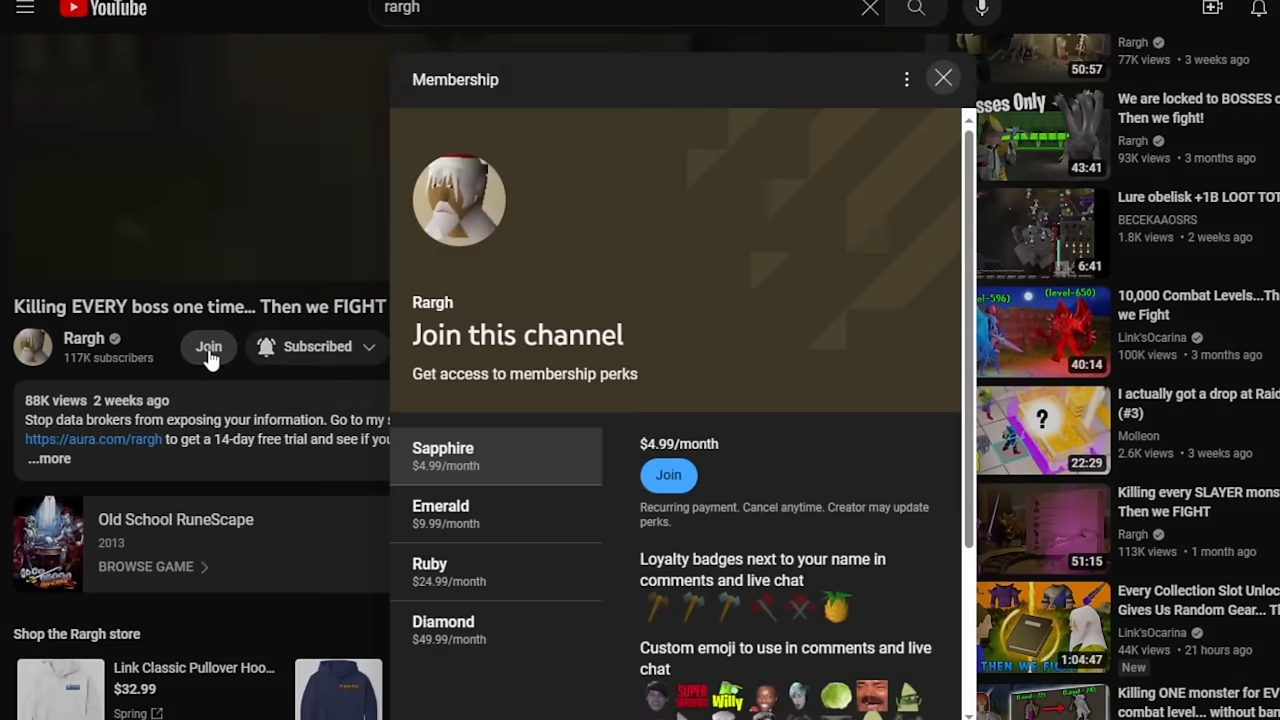 YouTube
rargh
Membership
Rargh
Join this channel
Get access to membership perks
Sapphire
$4.99/month
Emerald
$9.99/month
Ruby
$24.99/month
Diamond
$49.99/month
$4.99/month
Join
Recurring payment. Cancel anytime. Creator may update
perks.
Loyalty badges next to your name in
comments and live chat
Custom emoji to use in comments and live
chat
Willy
Killing EVERY boss one time... Then we FIGHT
Rargh
117K subscribers
Join
Subscribed
88K views 2 weeks ago
Stop data brokers from exposing your information. Go to my
https://aura.com/rargh to get a 14-day free trial and see if you
...more
Old School RuneScape
2013
BROWSE GAME
Shop the Rargh store
Link Classic Pullover Hoo...
$32.99
Spring
50:57
Rargh
77K views • 3 weeks ago
sses Only
43:41
We are locked to BOSSES
Then we fight!
Rargh
93K views • 3 months ago
6:41
Lure obelisk +1B LOOT TOT
BECEKAAOSRS
1.8K views • 2 weeks ago
el-596)
(level-650)
40:14
10,000 Combat Levels...Th
we Fight
Link'sOcarina
100K views • 3 months ago
?
22:29
I actually got a drop at Raid
(#3)
Molleon
2.6K views • 3 weeks ago
51:15
Killing every SLAYER mons
Then we FIGHT
Rargh
113K views • 1 month ago
THEN WE FI
1:04:47
Every Collection Slot Unloc
Gives Us Random Gear... T
Link'sOcarina
44K views • 21 hours ago
New
Killing ONE monster for EV
combat level... without ban